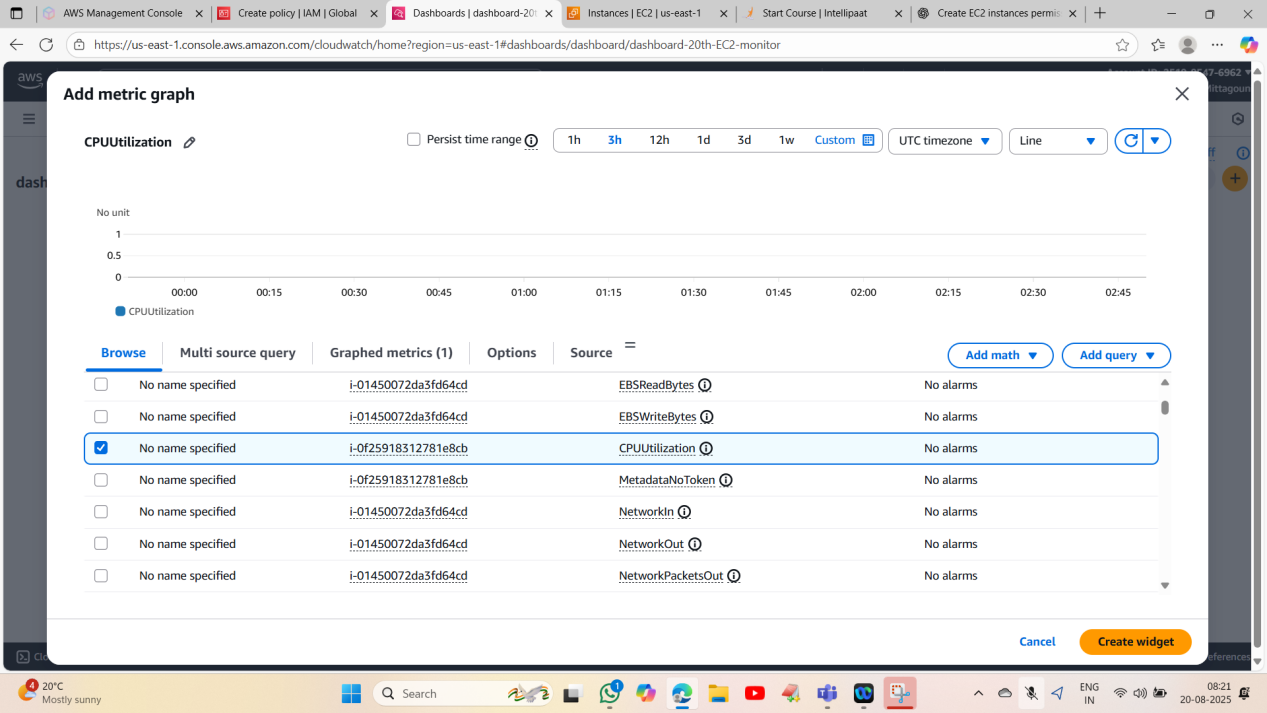 AWS Management Console
Create policy | IAM | Global
Dashboards | dashboard-20t
Instances | EC2 | us-east-1
Start Course | Intellipaat
Create EC2 instances permis
https://us-east-1.console.aws.amazon.com/cloudwatch/home?region=us-east-1#dashboards/dashboard/dashboard-20th-EC2-monitor
aws
Add metric graph
CPUUtilization
Persist time range
1h 3h 12h 1d 3d 1w Custom
UTC timezone
Line
dash
No unit
1
0.5
0
00:00 00:15 00:30 00:45 01:00 01:15 01:30 01:45 02:00 02:15 02:30 02:45
CPUUtilization
Browse Multi source query Graphed metrics (1) Options Source
Add math Add query
No name specified i-01450072da3fd64cd EBSReadBytes No alarms
No name specified i-01450072da3fd64cd EBSWriteBytes No alarms
No name specified i-0f25918312781e8cb CPUUtilization No alarms
No name specified i-0f25918312781e8cb MetadataNoToken No alarms
No name specified i-01450072da3fd64cd NetworkIn No alarms
No name specified i-01450072da3fd64cd NetworkOut No alarms
No name specified i-01450072da3fd64cd NetworkPacketsOut No alarms
Cancel Create widget
Clo
eferences
4
20°C
Mostly sunny
Search
1
ENG
IN
08:21
20-08-2025